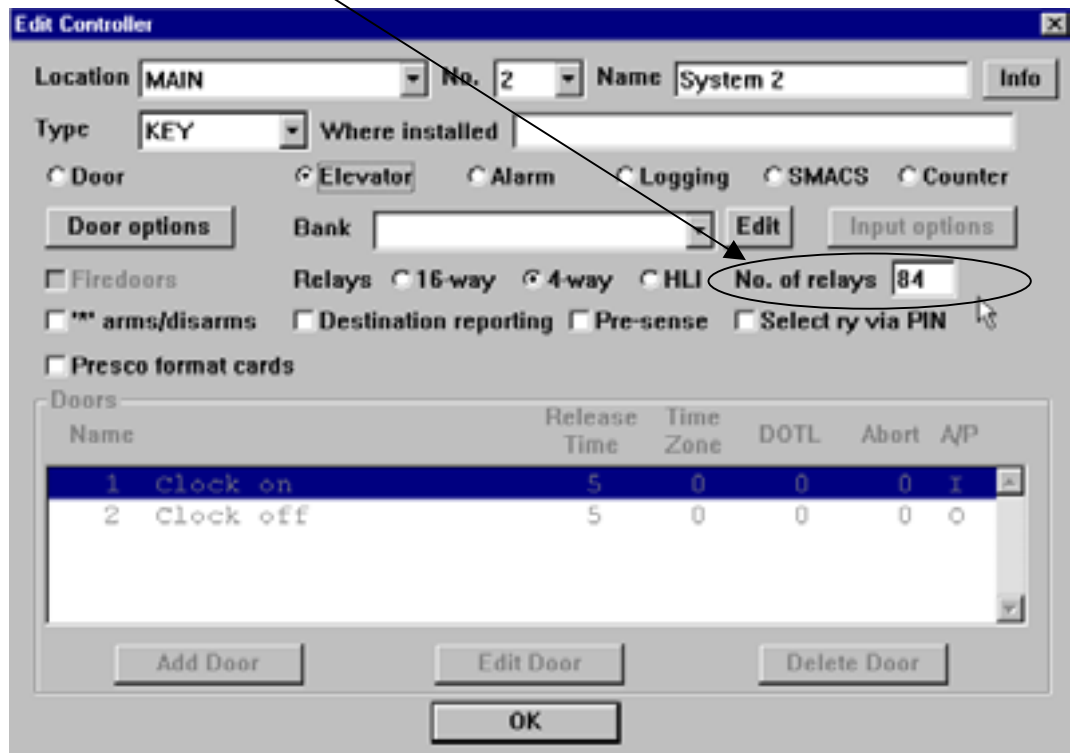 Edit Controller
Location MAIN No. 2 Name System 2 Info
Type KEY Where installed
Door Elevator Alarm Logging SMACS Counter
Door options Bank Edit Input options
Firedoors Relays 16-way 4-way HLI No. of relays 84
'*' arms/disarms Destination reporting Pre-sense Select ry via PIN
Presco format cards
Doors
Name Release Time Time Zone DOTL Abort A/P
1 Clock on 5 0 0 0 I
2 Clock off 5 0 0 0 O
Add Door Edit Door Delete Door
OK